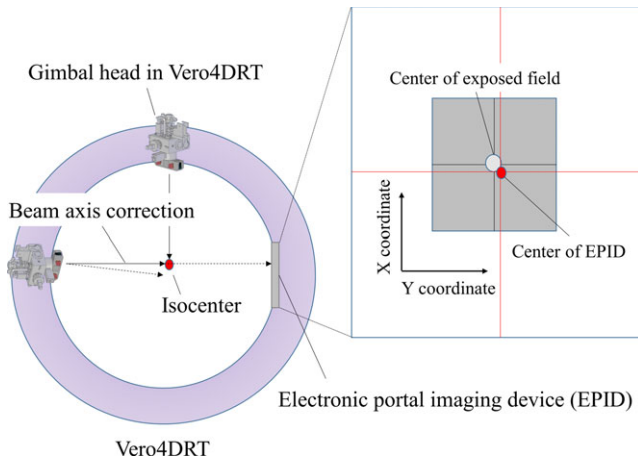 Gimbal head in Vero4DRT
Beam axis correction
Isocenter
Electronic portal imaging device (EPID)
Vero4DRT
Center of exposed field
Center of EPID
X coordinate
Y coordinate